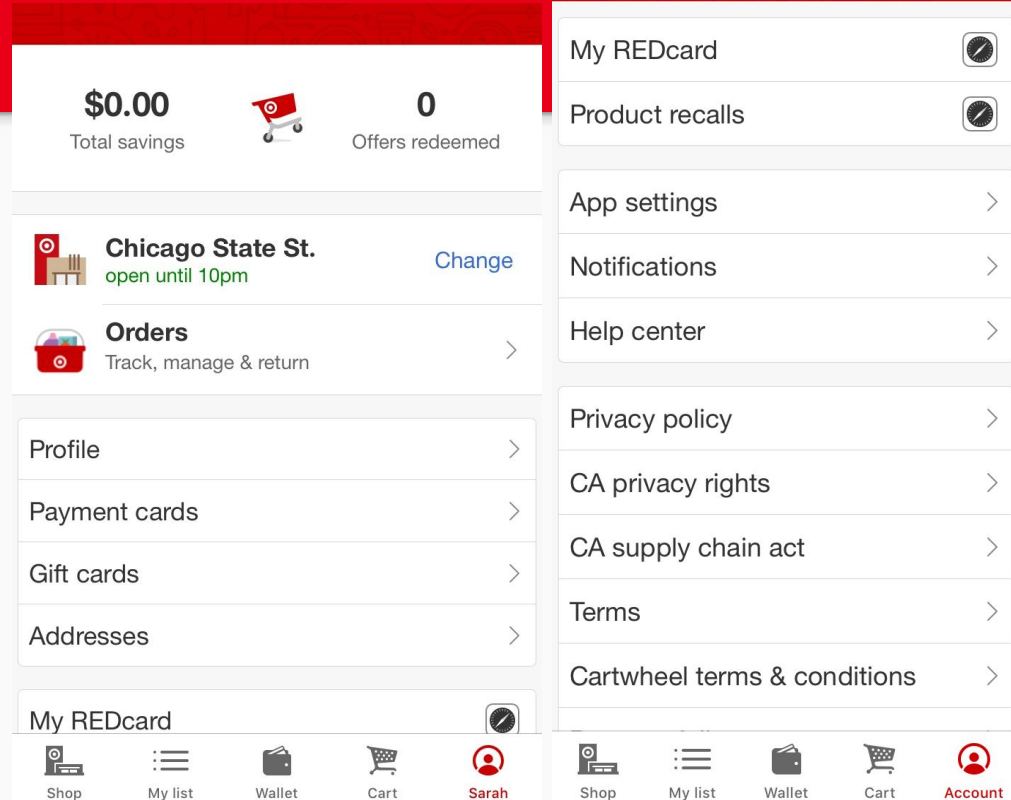 $0.00
Total savings
0
Offers redeemed
Chicago State St.
open until 10pm
Change
Orders
Track, manage & return
Profile
Payment cards
Gift cards
Addresses
My REDcard
Shop
My list
Wallet
Cart
Sarah
My REDcard
Product recalls
App settings
Notifications
Help center
Privacy policy
CA privacy rights
CA supply chain act
Terms
Cartwheel terms & conditions
Shop
My list
Wallet
Cart
Account